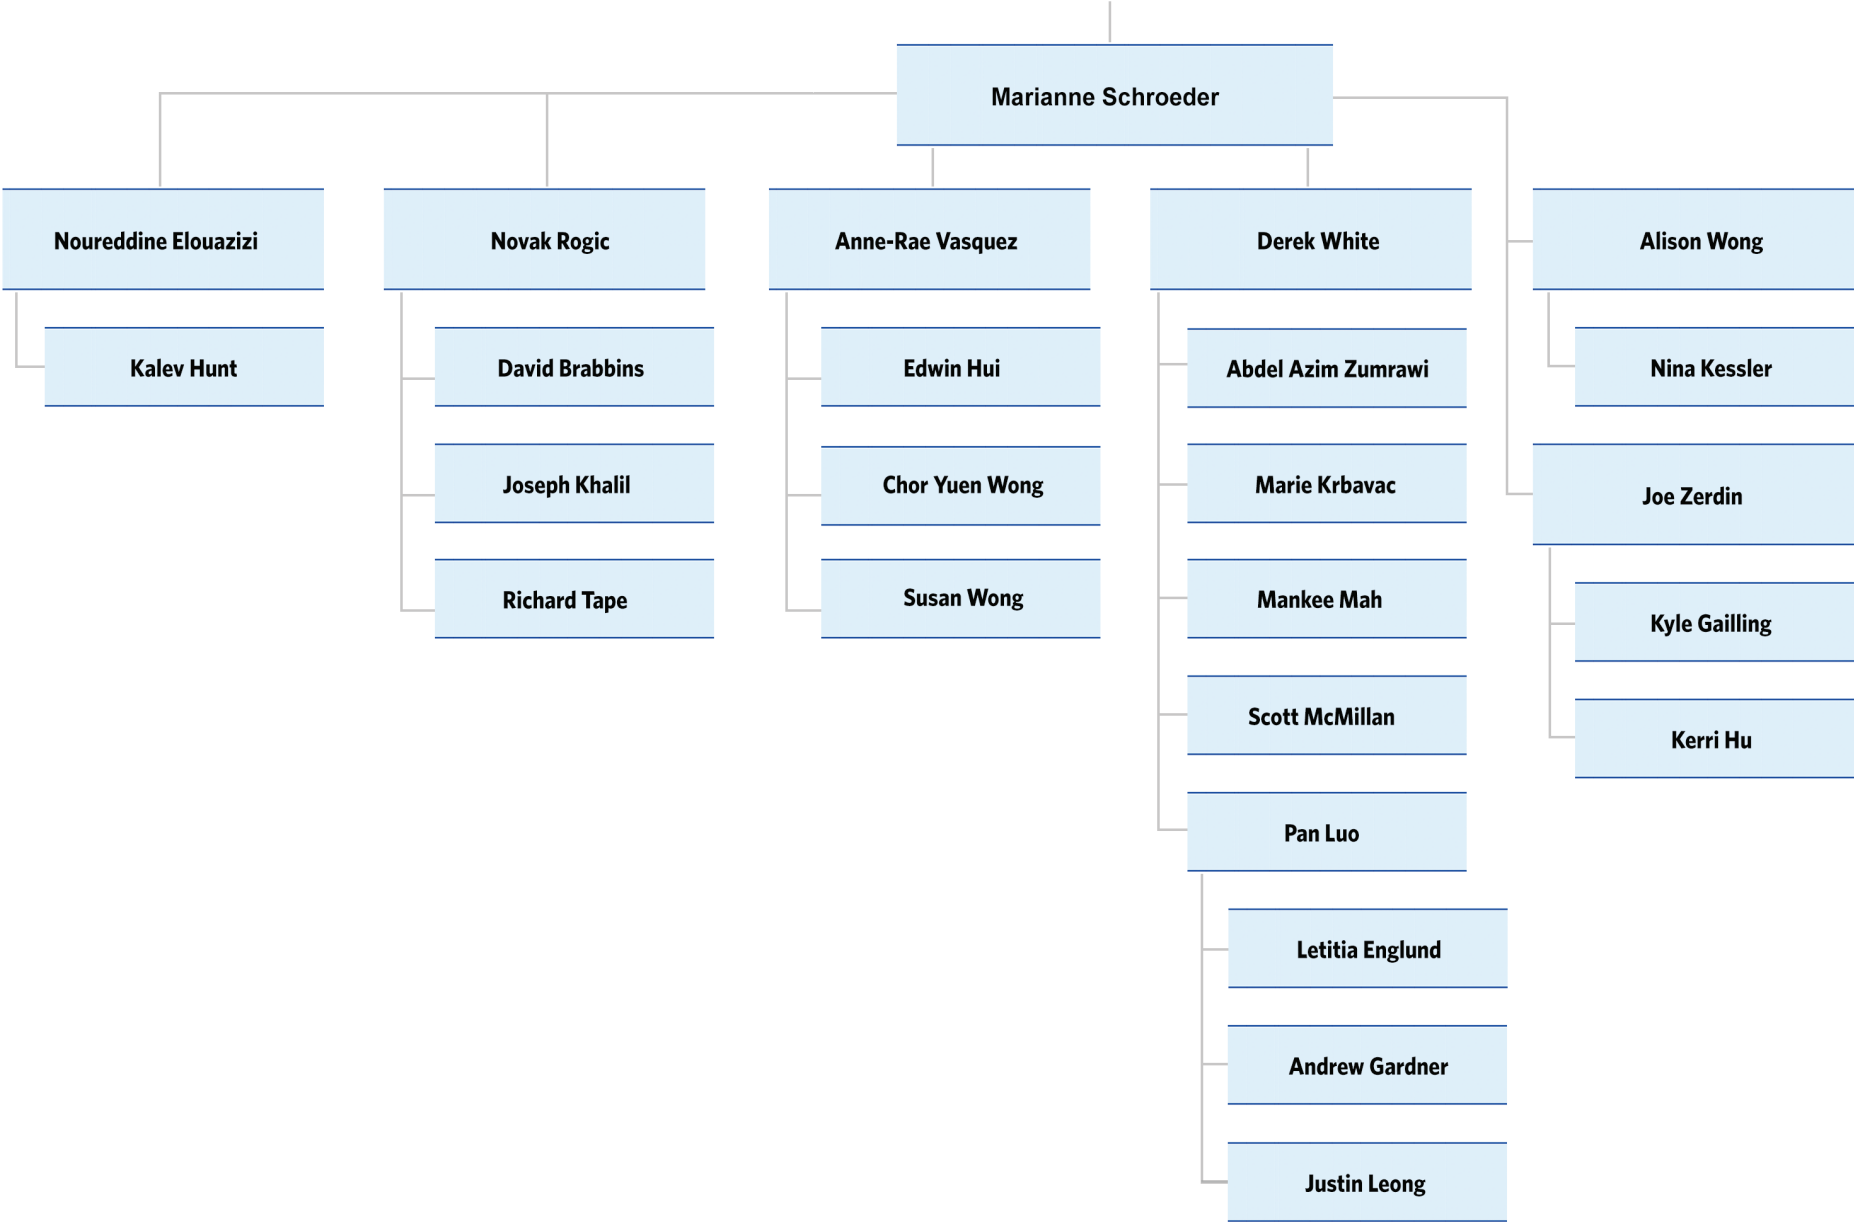 Marianne Schroeder
Noureddine Elouazizi
Novak Rogic
Anne-Rae Vasquez
Derek White
Alison Wong
Kalev Hunt
David Brabbins
Edwin Hui
Abdel Azim Zumrawi
Nina Kessler
Joseph Khalil
Chor Yuen Wong
Marie Krbavac
Joe Zerdin
Richard Tape
Susan Wong
Mankee Mah
Kyle Gailling
Scott McMillan
Kerri Hu
Pan Luo
Letitia Englund
Andrew Gardner
Justin Leong